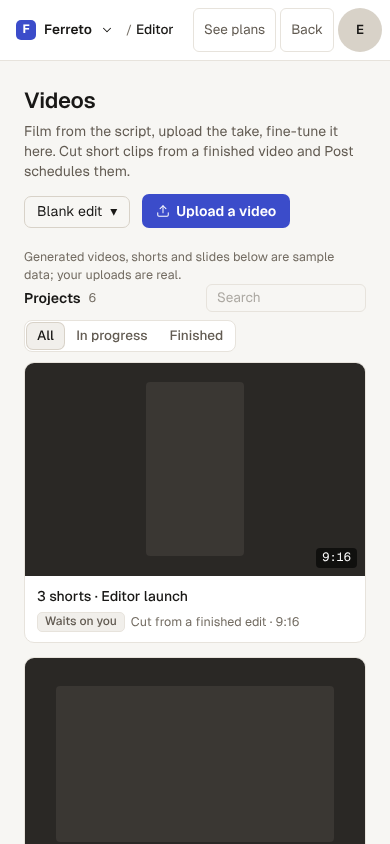 F Ferreto / Editor See plans Back E
Videos
Film from the script, upload the take, fine-tune it
here. Cut short clips from a finished video and Post
schedules them.
Blank edit ▾ Upload a video
Generated videos, shorts and slides below are sample
data; your uploads are real.
Projects 6 Search
All In progress Finished
9:16
3 shorts · Editor launch
Waits on you Cut from a finished edit · 9:16